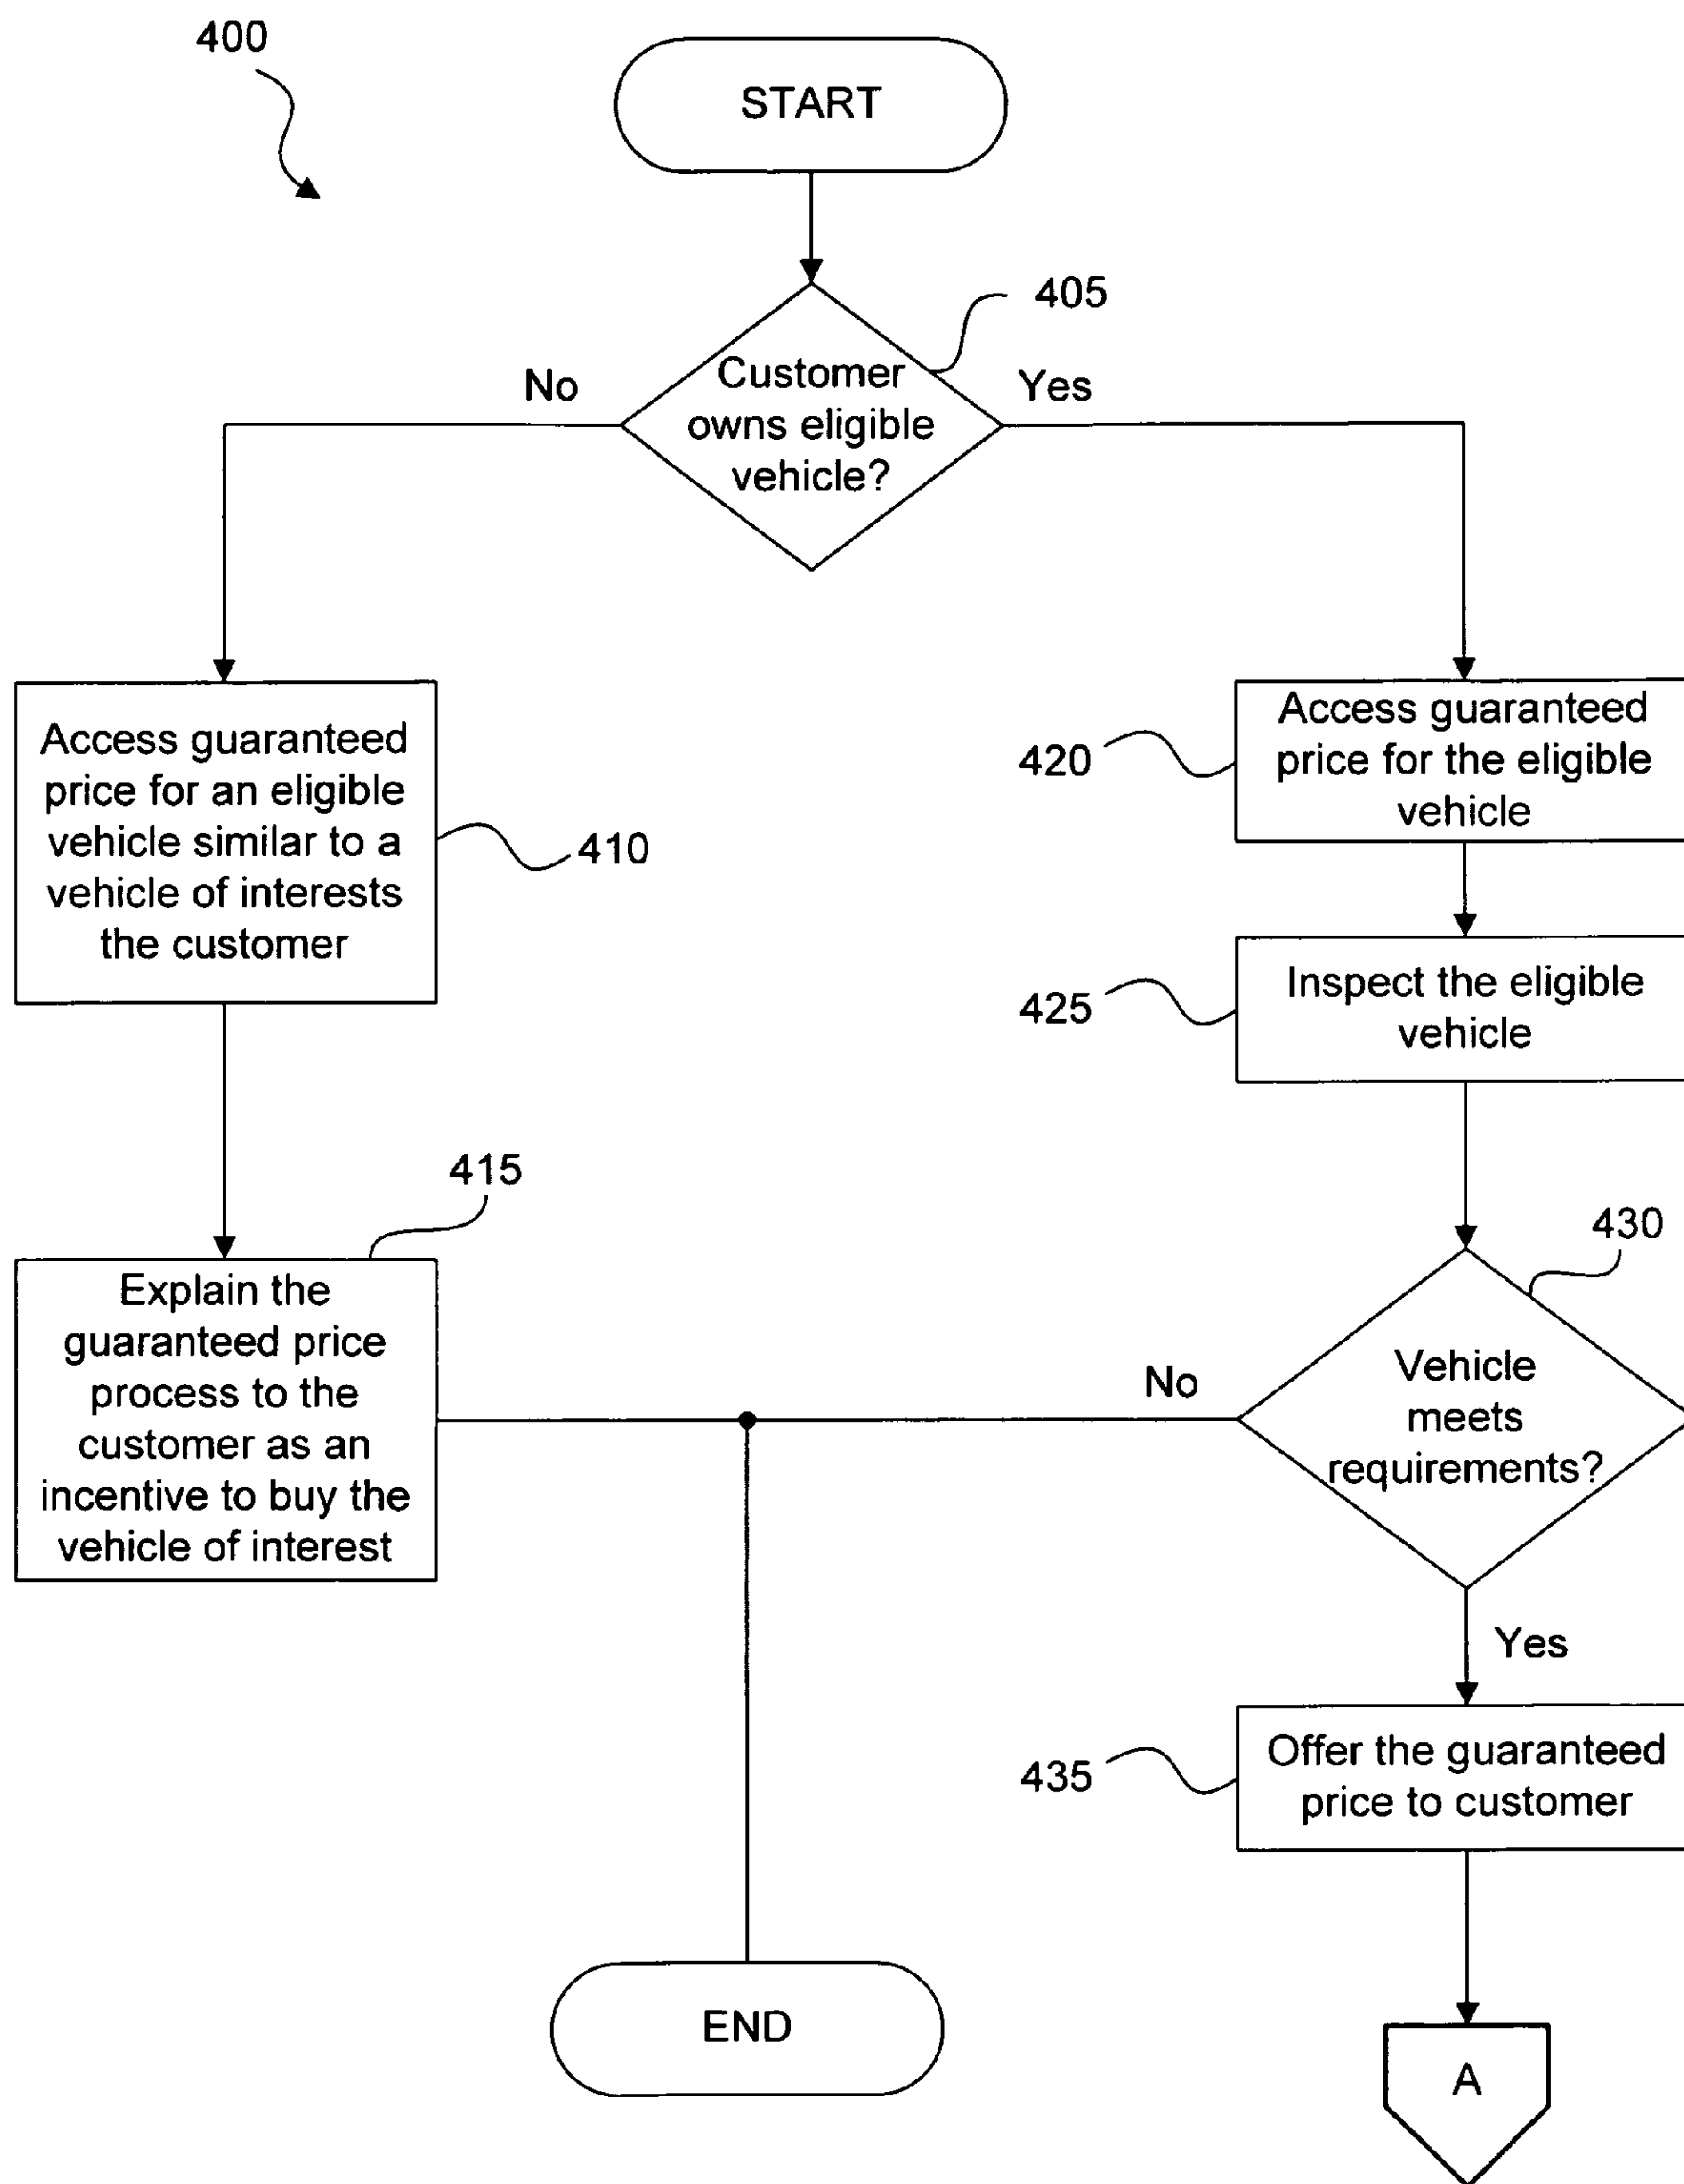 400
START
405
No
Yes
Customer
owns eligible
vehicle?
Access guaranteed
price for an eligible
vehicle similar to a
vehicle of interests
the customer
410
420
Access guaranteed
price for the eligible
vehicle
425
Inspect the eligible
vehicle
415
Explain the
guaranteed price
process to the
customer as an
incentive to buy the
vehicle of interest
430
No
Vehicle
meets
requirements?
Yes
435
Offer the guaranteed
price to customer
END
A